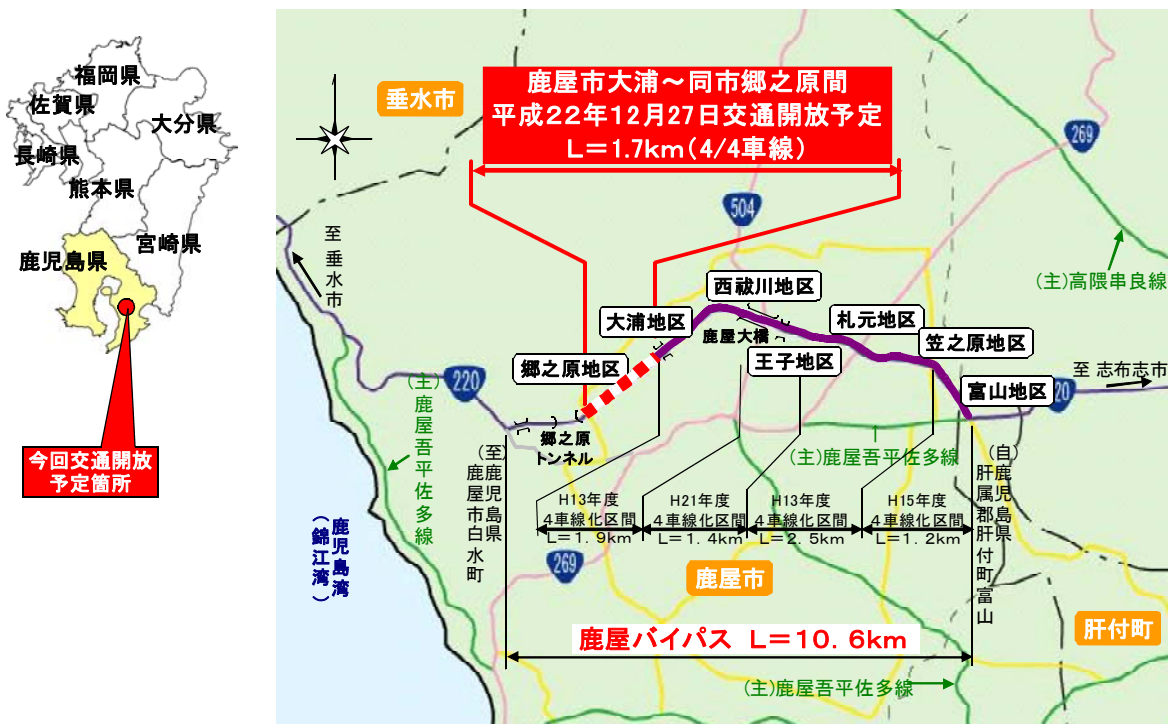 福岡県
佐賀県
長崎県
大分県
熊本県
宮崎県
鹿児島県
今回交通開放
予定箇所
垂水市
鹿屋市大浦～同市郷之原間
平成22年12月27日交通開放予定
L＝1.7km(4/4車線)
269
504
至 垂水市
(主)高隈串良線
西祓川地区
大浦地区
鹿屋大橋
札元地区
王子地区
笠之原地区
郷之原地区
富山地区
至 志布志市
220
20
郷之原
トンネル
(主)鹿屋吾平佐多線
(主)鹿屋吾平佐多線
(至)鹿児島県
鹿屋市白水町
(自)鹿児島県
肝属郡肝付町富山
H13年度
4車線化区間
L＝1.9km
H21年度
4車線化区間
L＝1.4km
H13年度
4車線化区間
L＝2.5km
H15年度
4車線化区間
L＝1.2km
鹿児島湾
(錦江湾)
269
鹿屋市
肝付町
鹿屋バイパス L＝10.6km
(主)鹿屋吾平佐多線